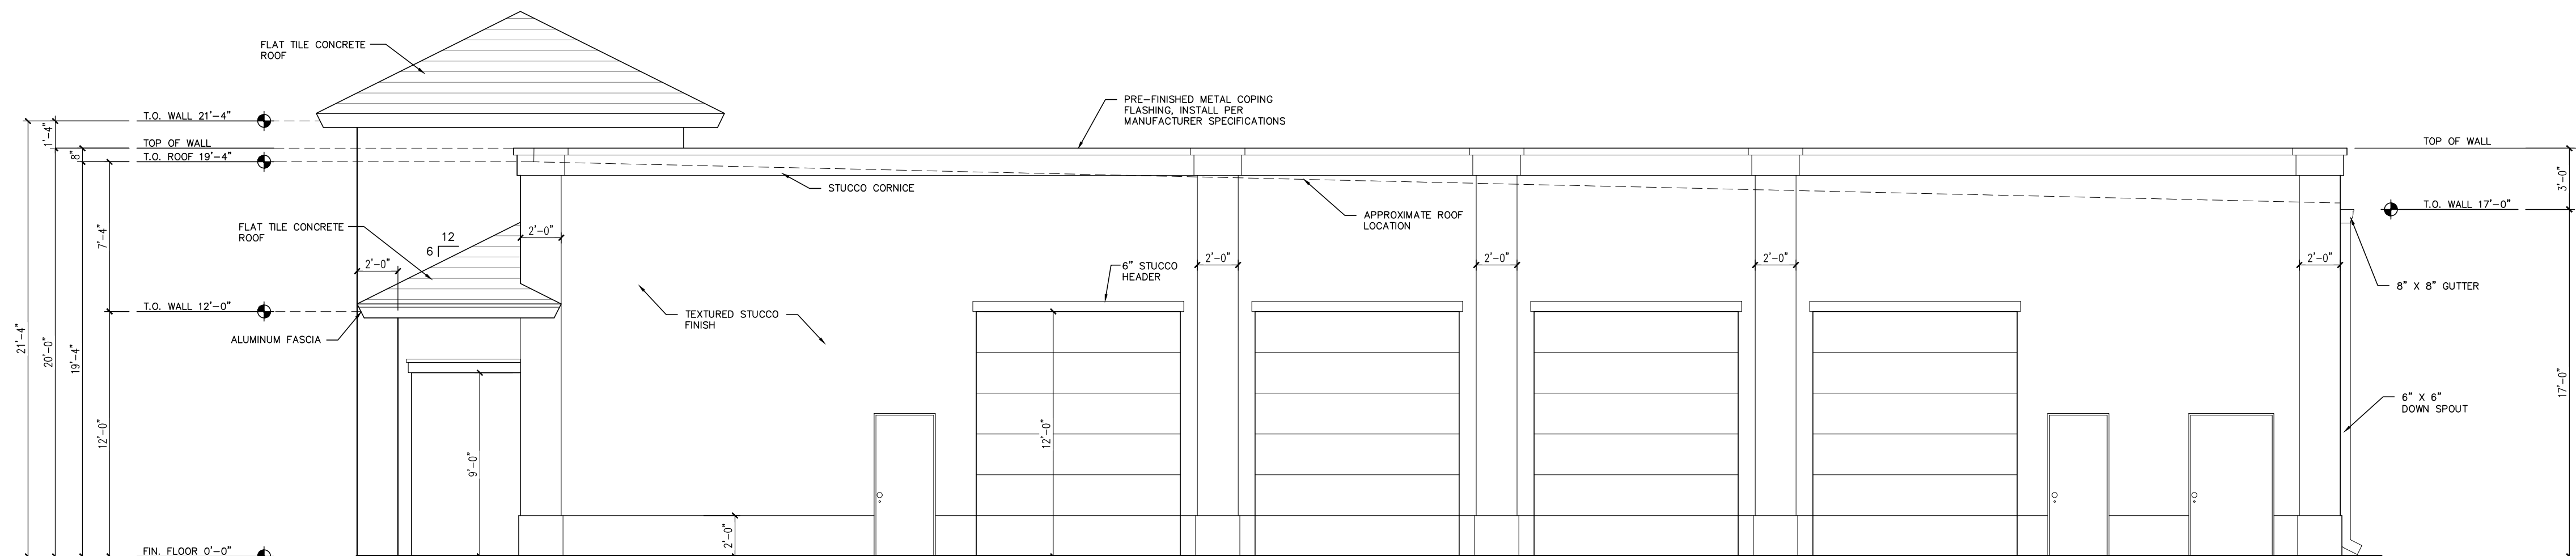 FLAT TILE CONCRETE
ROOF
PRE-FINISHED METAL COPING
FLASHING, INSTALL PER
MANUFACTURER SPECIFICATIONS
T.O. WALL 21'-4"
1'-4"
TOP OF WALL
8"
T.O. ROOF 19'-4"
TOP OF WALL
3'-0"
STUCCO CORNICE
T.O. WALL 17'-0"
APPROXIMATE ROOF
LOCATION
FLAT TILE CONCRETE
ROOF
12
6
7'-4"
2'-0"
2'-0"
2'-0"
2'-0"
2'-0"
2'-0"
6" STUCCO
HEADER
8" X 8" GUTTER
T.O. WALL 12'-0"
TEXTURED STUCCO
FINISH
ALUMINUM FASCIA
21'-4"
20'-0"
19'-4"
12'-0"
9'-0"
12'-0"
17'-0"
6" X 6"
DOWN SPOUT
2'-0"
FIN. FLOOR 0'-0"